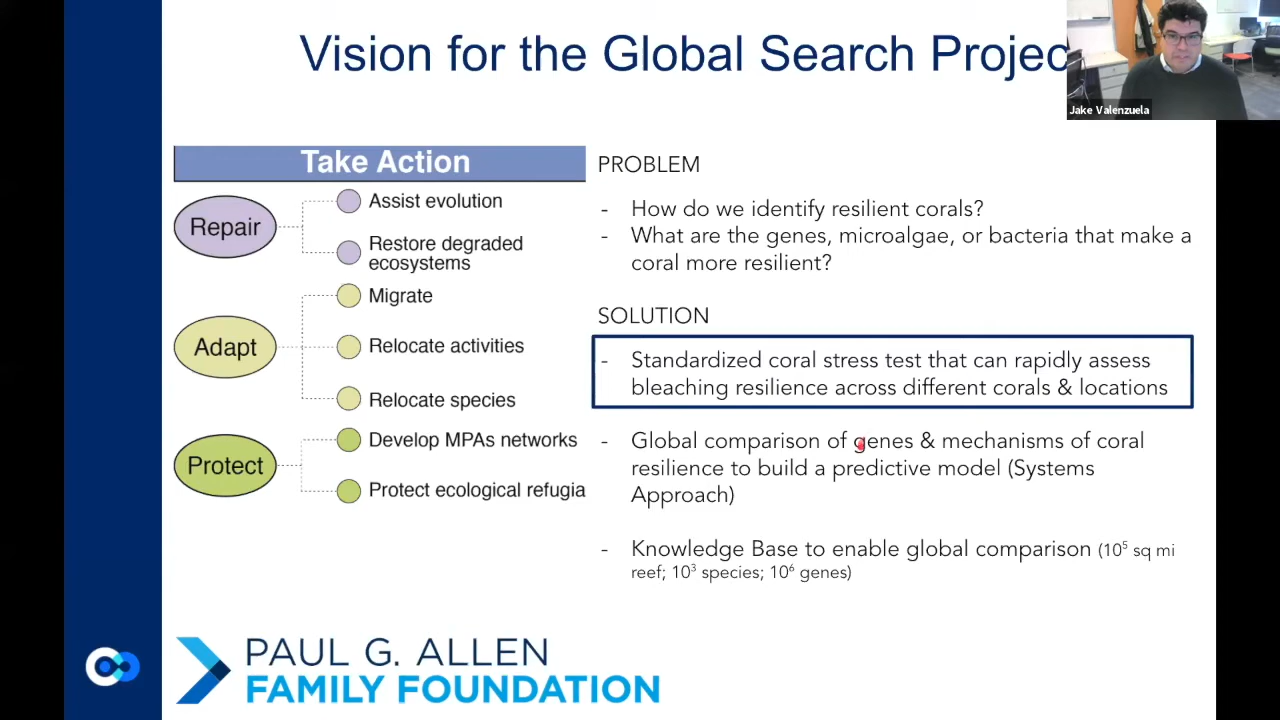 Vision for the Global Search Projec
Jake Valenzuela
Take Action
Repair
Assist evolution
Restore degraded
ecosystems
Adapt
Migrate
Relocate activities
Relocate species
Protect
Develop MPAs networks
Protect ecological refugia
PROBLEM
- How do we identify resilient corals?
- What are the genes, microalgae, or bacteria that make a
coral more resilient?
SOLUTION
- Standardized coral stress test that can rapidly assess
bleaching resilience across different corals & locations
- Global comparison of genes & mechanisms of coral
resilience to build a predictive model (Systems
Approach)
- Knowledge Base to enable global comparison (10⁵ sq mi
reef; 10³ species; 10⁶ genes)
PAUL G. ALLEN
FAMILY FOUNDATION